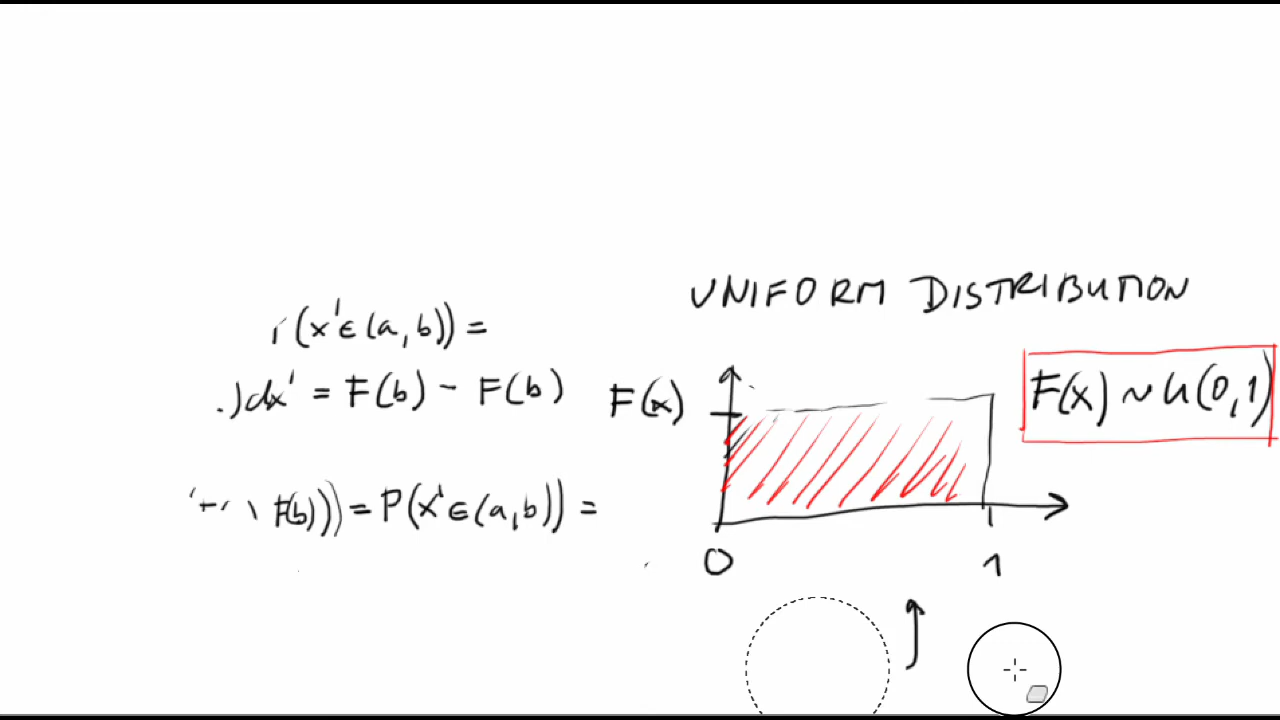 (x'∈(a,b)) =
)dx' = F(b) - F(b)
F(b))) = P(x'∈(a,b)) =
UNIFORM DISTRIBUTION
F(x)
F(x) ~ U(0,1)
0
1